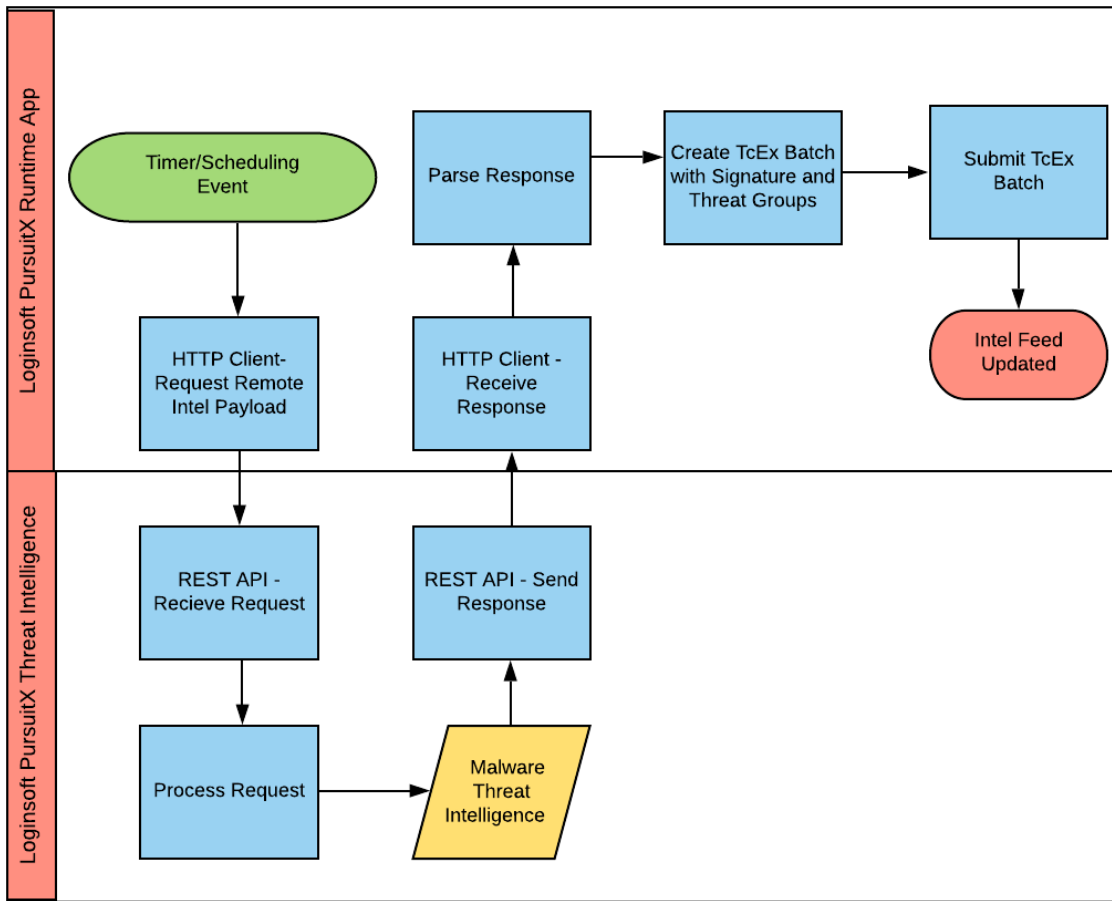 Loginsoft PursuitX Runtime App
Timer/Scheduling
Event
HTTP Client-
Request Remote
Intel Payload
Parse Response
HTTP Client -
Receive
Response
Create TcEx Batch
with Signature and
Threat Groups
Submit TcEx
Batch
Intel Feed
Updated
Loginsoft PursuitX Threat Intelligence
REST API -
Recieve Request
Process Request
REST API - Send
Response
Malware
Threat
Intelligence